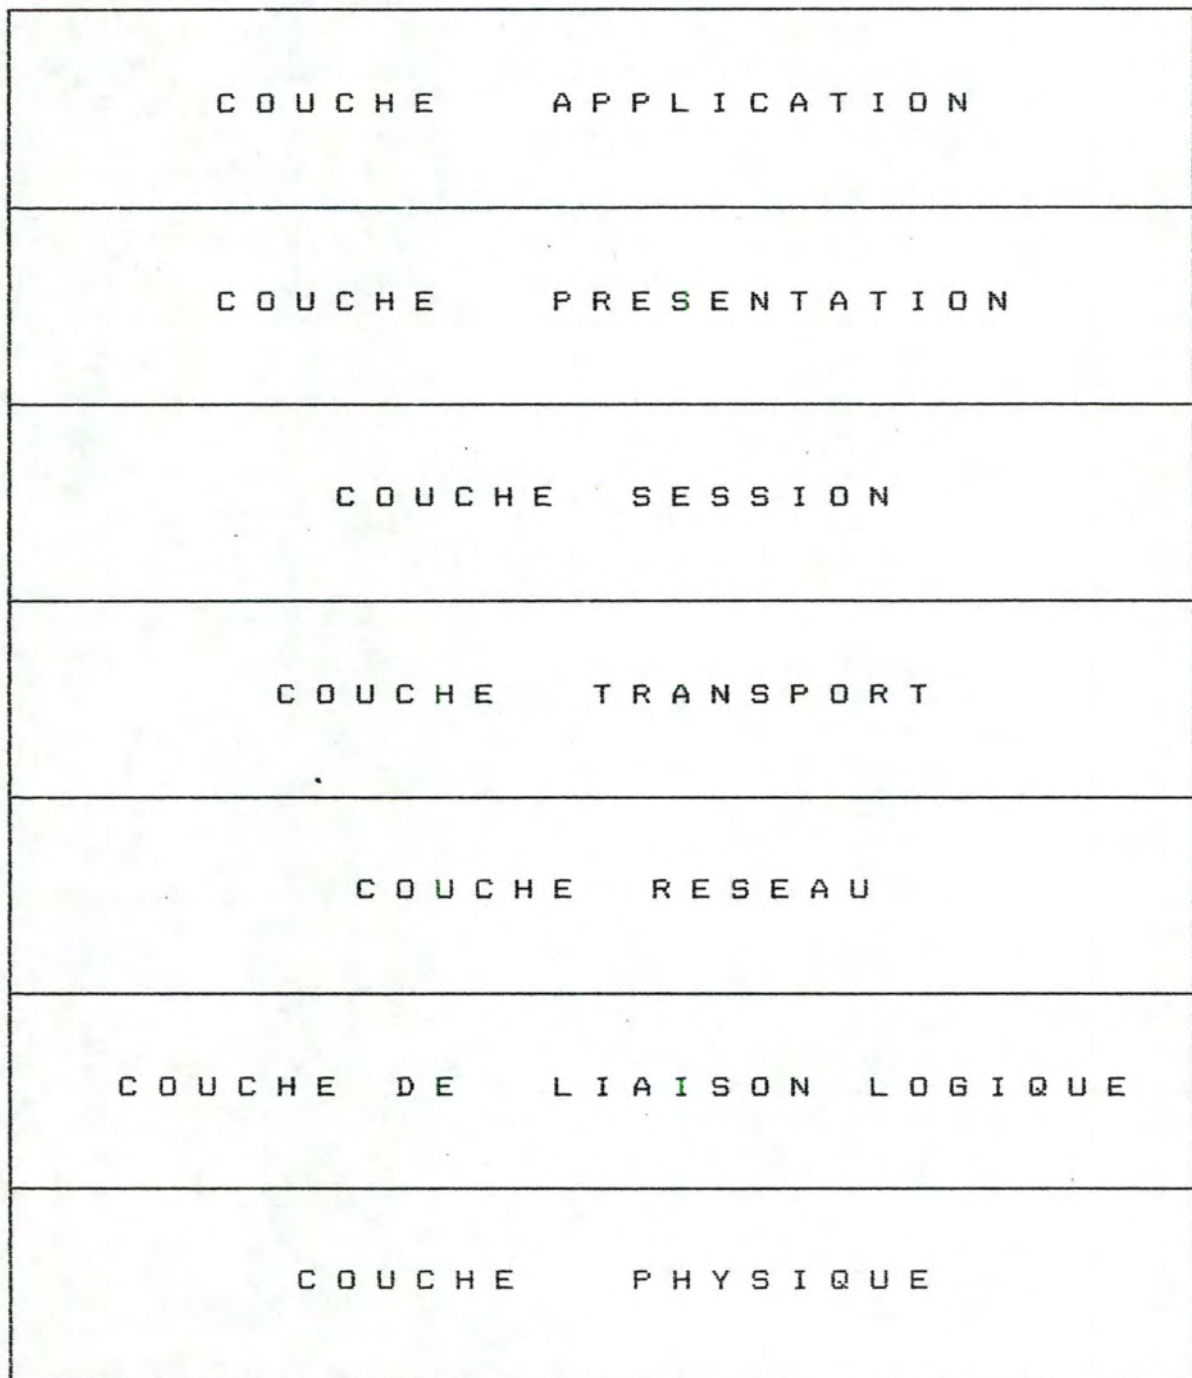 COUCHE APPLICATION
COUCHE PRESENTATION
COUCHE SESSION
COUCHE TRANSPORT
COUCHE RESEAU
COUCHE DE LIAISON LOGIQUE
COUCHE PHYSIQUE